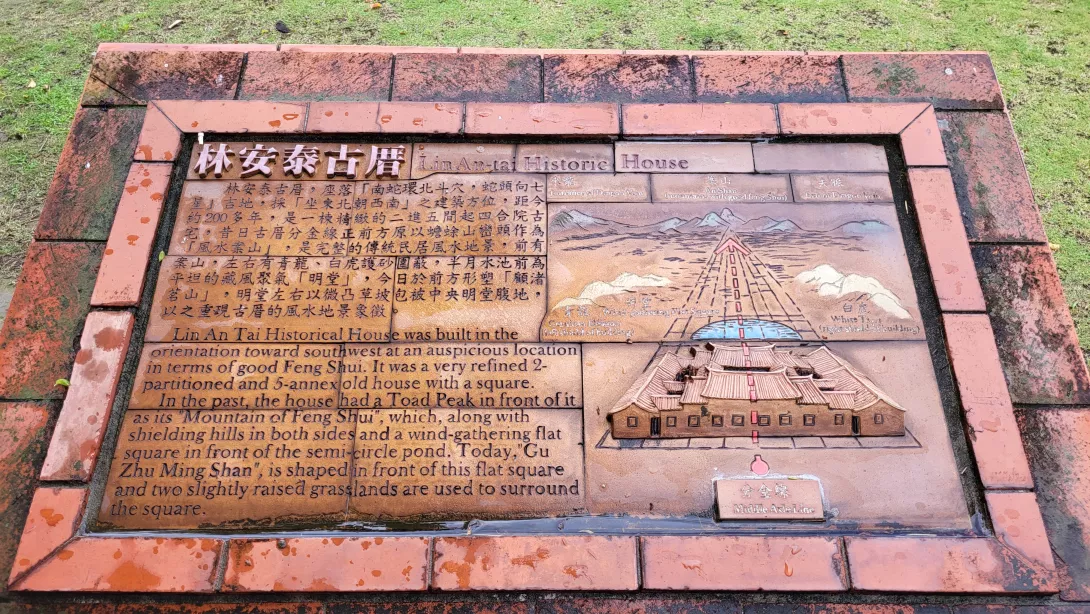 林安泰古厝
Lin An-tai Historic House
林安泰古厝，座落「南蛇環北斗穴，蛇頭向七
星」吉地，採「坐東北朝西南」之建築方位，距今
約200多年，是一棟精緻的二進五間起四合院古
宅。昔日古厝分金線正前方原以蟾蜍山巒頭作為
「風水案山」，是完整的傳統民居風水地景，前有
案山，左右有青龍、白虎護砂圍蔽，半月水池前為
平坦的藏風聚氣「明堂」，今日於前方形塑「顧渚
茗山」，明堂左右以微凸草坡包被中央明堂腹地，
以之重現古厝的風水地景象徵。
Lin An Tai Historical House was built in the
orientation toward southwest at an auspicious location
in terms of good Feng Shui. It was a very refined 2-
partitioned and 5-annex old house with a square.
In the past, the house had a Toad Peak in front of it
as its "Mountain of Feng Shui", which, along with
shielding hills in both sides and a wind-gathering flat
square in front of the semi-circle pond. Today,"Gu
Zhu Ming Shan", is shaped in front of this flat square
and two slightly raised grasslands are used to surround
the square.
案山
青龍
白虎
White Tiger
分金線
Middle Axle Line